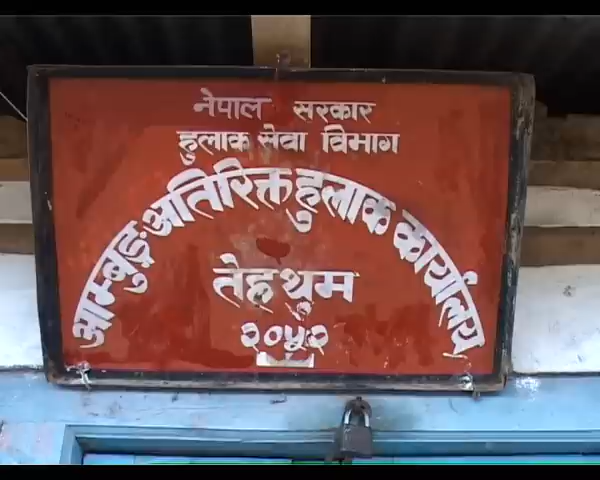 नेपाल सरकार
हुलाक सेवा विभाग
आम्बुङ अतिरिक्त हुलाक कार्यालय
तेह्रथुम
२०५२